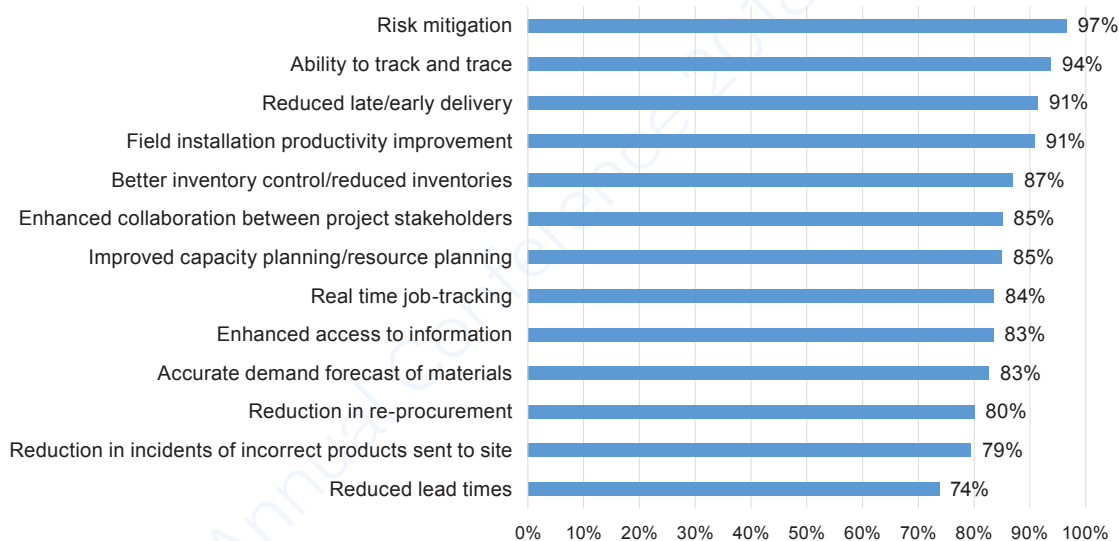 Risk mitigation 97%
Ability to track and trace 94%
Reduced late/early delivery 91%
Field installation productivity improvement 91%
Better inventory control/reduced inventories 87%
Enhanced collaboration between project stakeholders 85%
Improved capacity planning/resource planning 85%
Real time job-tracking 84%
Enhanced access to information 83%
Accurate demand forecast of materials 83%
Reduction in re-procurement 80%
Reduction in incidents of incorrect products sent to site 79%
Reduced lead times 74%
0% 10% 20% 30% 40% 50% 60% 70% 80% 90% 100%
Annual Conference